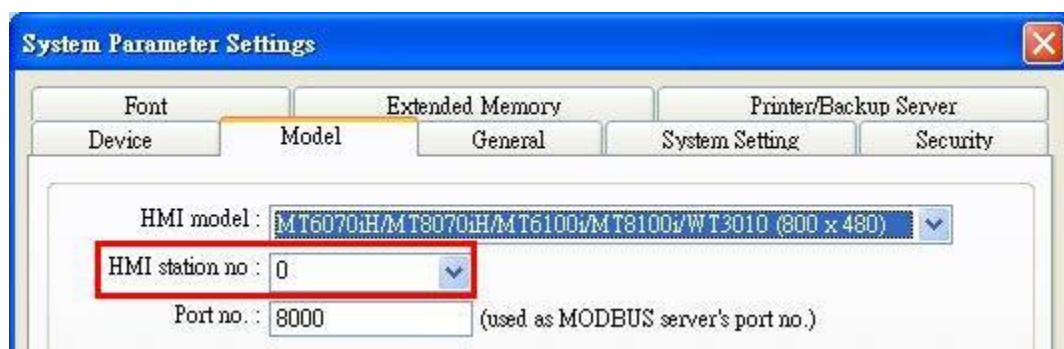 System Parameter Settings
Font Extended Memory Printer/Backup Server
Device Model General System Setting Security
HMI model : MT6070iH/MT8070iH/MT6100i/MT8100i/WT3010 (800 x 480)
HMI station no : 0
Port no. : 8000 (used as MODBUS server's port no.)